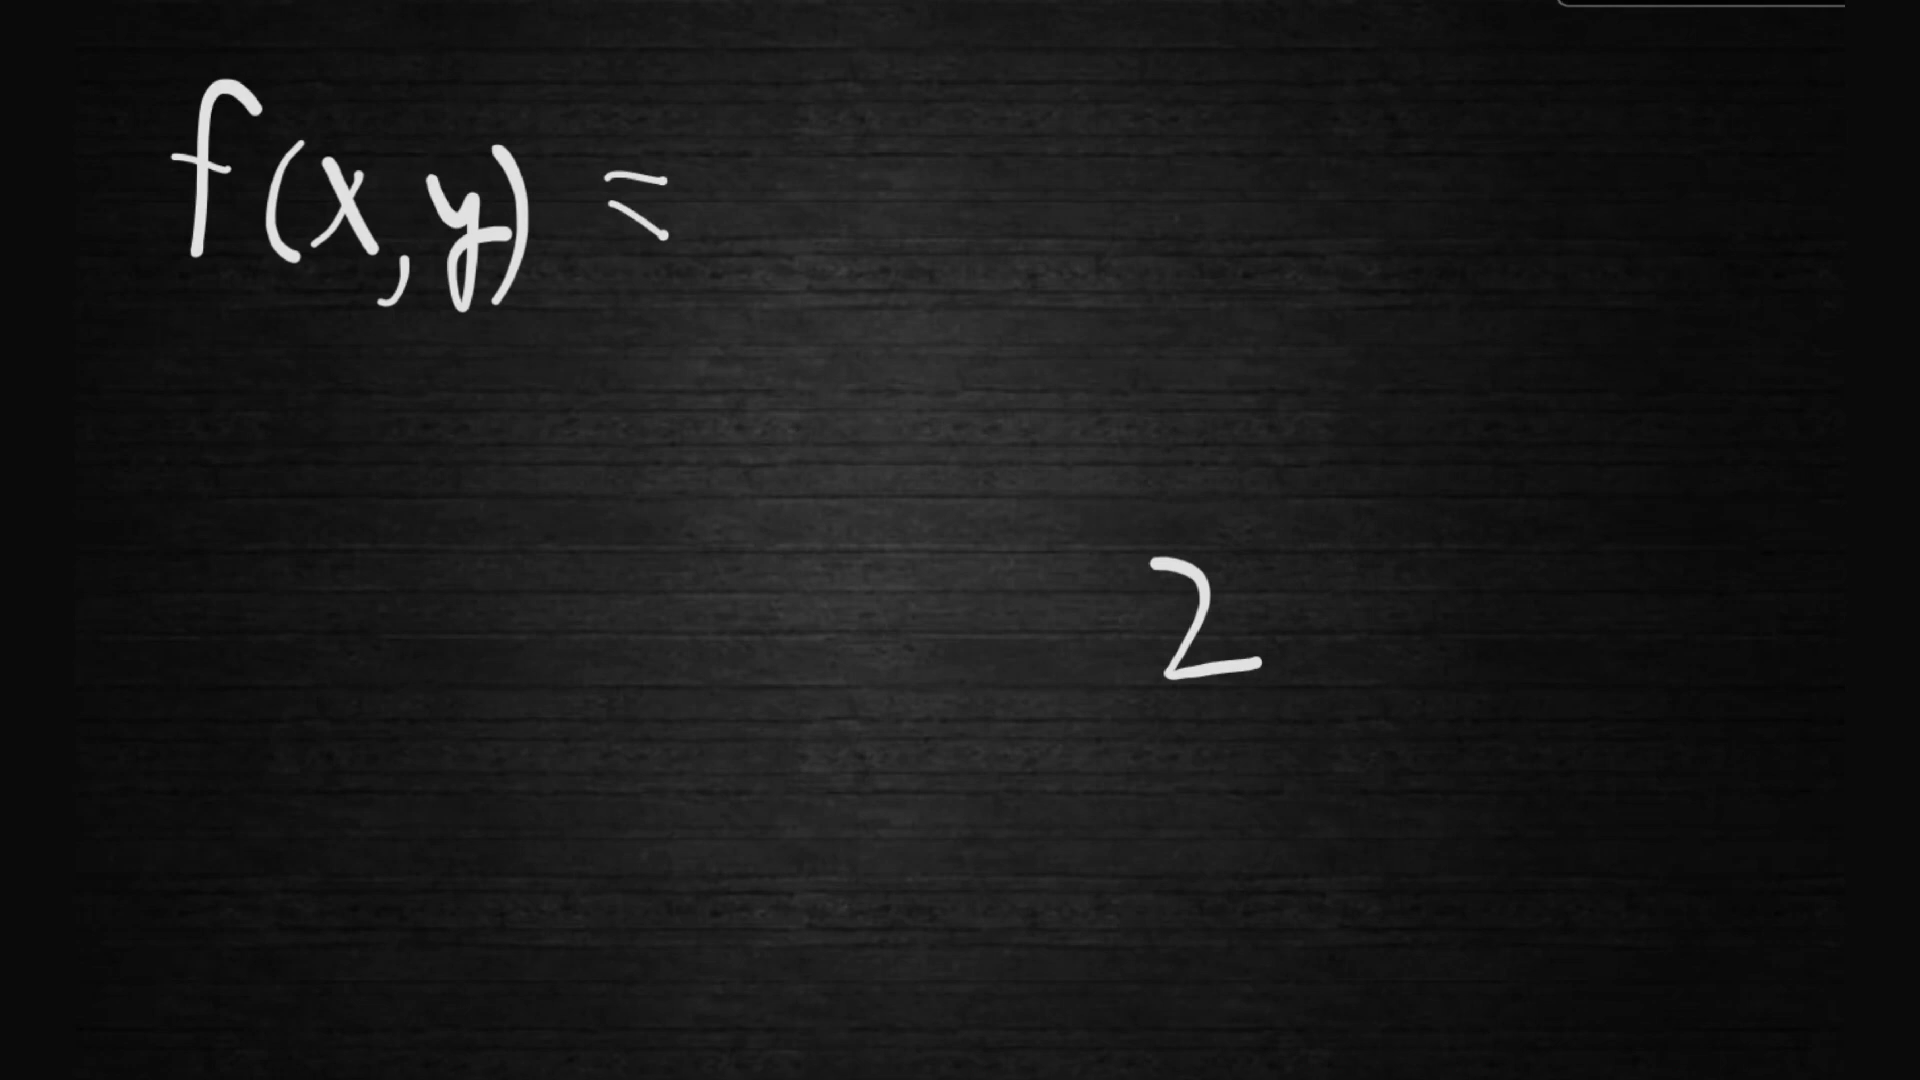 f(x,y) =
2